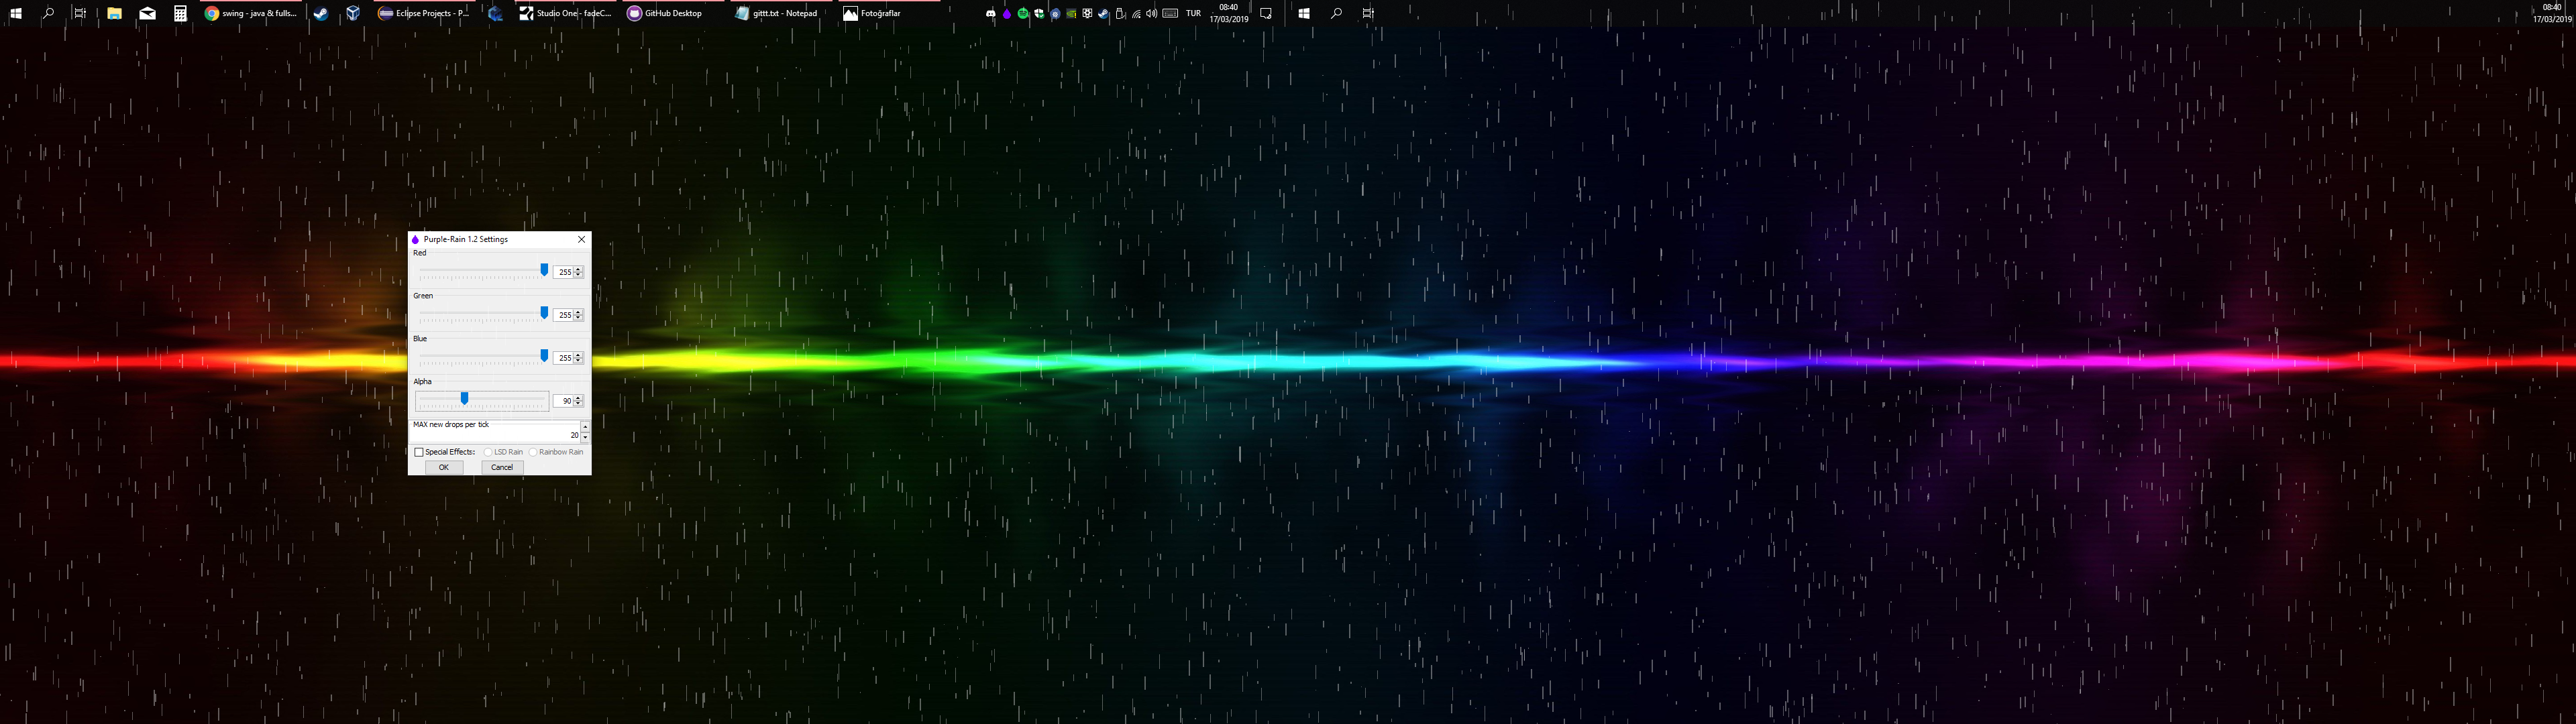 swing - java & fulls...
Eclipse Projects - P...
Studio One - fadeC...
GitHub Desktop
gittt.txt - Notepad
Fotoğraflar
TUR
08:40
17/03/2019
08:40
17/03/2019
Purple-Rain 1.2 Settings
Red
255
Green
255
Blue
255
Alpha
90
MAX new drops per tick
20
Special Effects: LSD Rain Rainbow Rain
OK Cancel